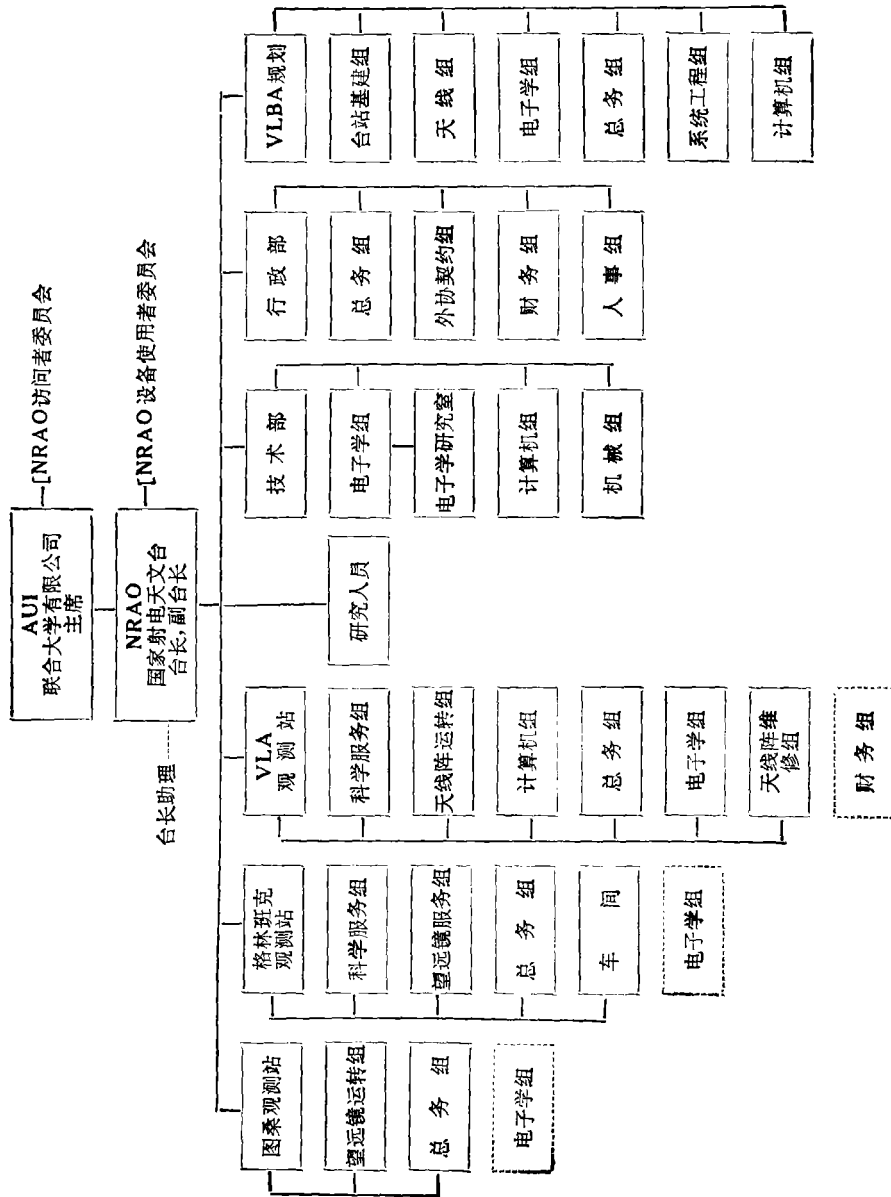 AUI
联合大学有限公司
主席
[NRAO访问者委员会
NRAO
国家射电天文台
台长,副台长
[NRAO设备使用者委员会
台长助理
图桑观测站
望远镜运转组
总务组
电子学组
格林班克
观测站
科学服务组
望远镜服务组
总务组
车间
电子学组
VLA
观测站
科学服务组
天线阵运转组
计算机组
总务组
电子学组
天线阵维
修组
财务组
研究人员
技术部
电子学组
电子学研究室
计算机组
机械组
行政部
总务组
外协契约组
财务组
人事组
VLBA规划
台站基建组
天线组
电子学组
总务组
系统工程组
计算机组